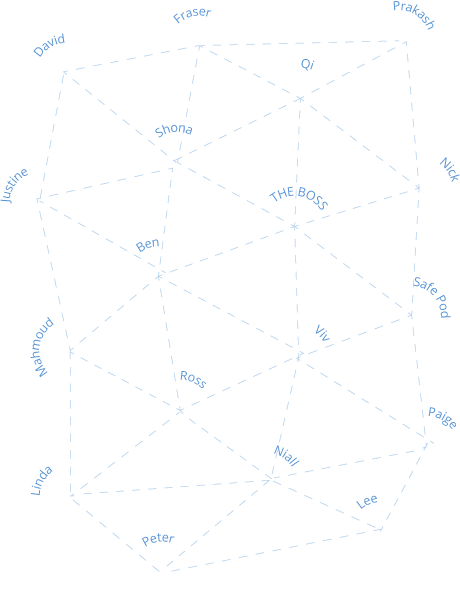 Fraser
Prakash
David
Qi
Shona
Nick
Justine
THE BOSS
Ben
Safe Pod
Mahmoud
Viv
Ross
Paige
Niall
Linda
Lee
Peter